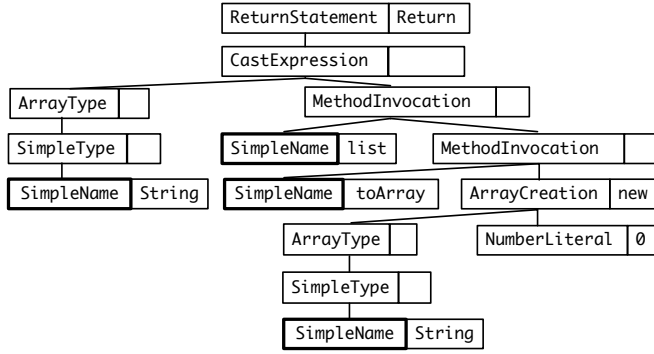 ReturnStatement Return
CastExpression
ArrayType
MethodInvocation
SimpleType
SimpleName list
MethodInvocation
SimpleName String
SimpleName toArray
ArrayCreation new
ArrayType
NumberLiteral 0
SimpleType
SimpleName String